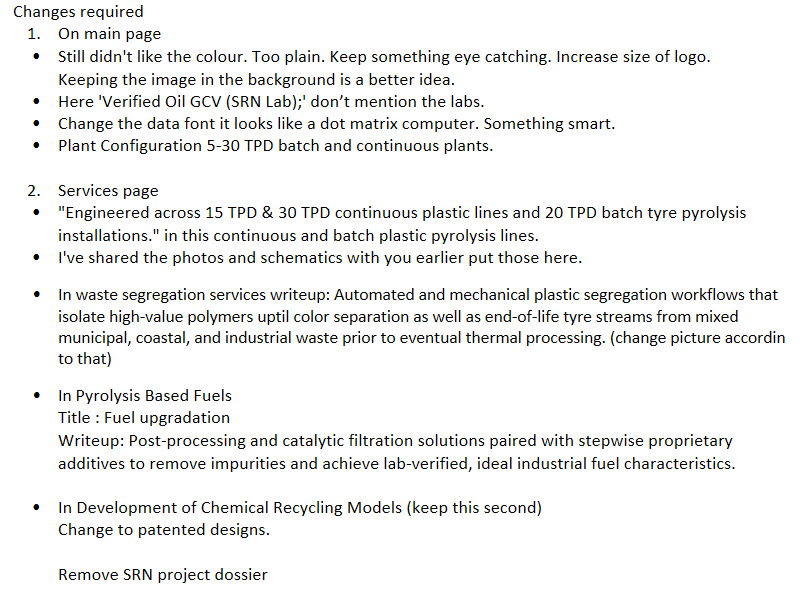 Changes required
1. On main page
• Still didn't like the colour. Too plain. Keep something eye catching. Increase size of logo.
Keeping the image in the background is a better idea.
• Here 'Verified Oil GCV (SRN Lab);' don’t mention the labs.
• Change the data font it looks like a dot matrix computer. Something smart.
• Plant Configuration 5-30 TPD batch and continuous plants.
2. Services page
• "Engineered across 15 TPD & 30 TPD continuous plastic lines and 20 TPD batch tyre pyrolysis
installations." in this continuous and batch plastic pyrolysis lines.
• I've shared the photos and schematics with you earlier put those here.
• In waste segregation services writeup: Automated and mechanical plastic segregation workflows that
isolate high-value polymers uptil color separation as well as end-of-life tyre streams from mixed
municipal, coastal, and industrial waste prior to eventual thermal processing. (change picture accordin
to that)
• In Pyrolysis Based Fuels
Title : Fuel upgradation
Writeup: Post-processing and catalytic filtration solutions paired with stepwise proprietary
additives to remove impurities and achieve lab-verified, ideal industrial fuel characteristics.
• In Development of Chemical Recycling Models (keep this second)
Change to patented designs.
Remove SRN project dossier